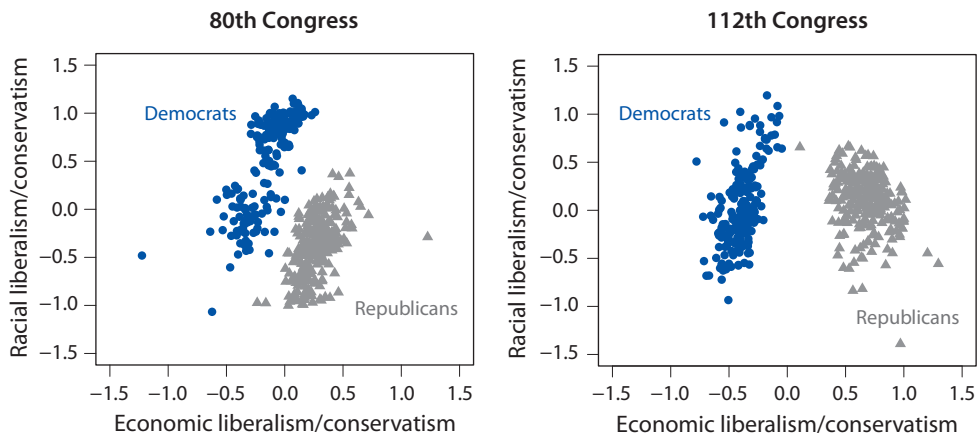 80th Congress
Racial liberalism/conservatism
1.5
1.0
0.5
0.0
−0.5
−1.0
−1.5
Democrats
Republicans
−1.5 −1.0 −0.5 0.0 0.5 1.0 1.5
Economic liberalism/conservatism
112th Congress
Racial liberalism/conservatism
1.5
1.0
0.5
0.0
−0.5
−1.0
−1.5
Democrats
Republicans
−1.5 −1.0 −0.5 0.0 0.5 1.0 1.5
Economic liberalism/conservatism